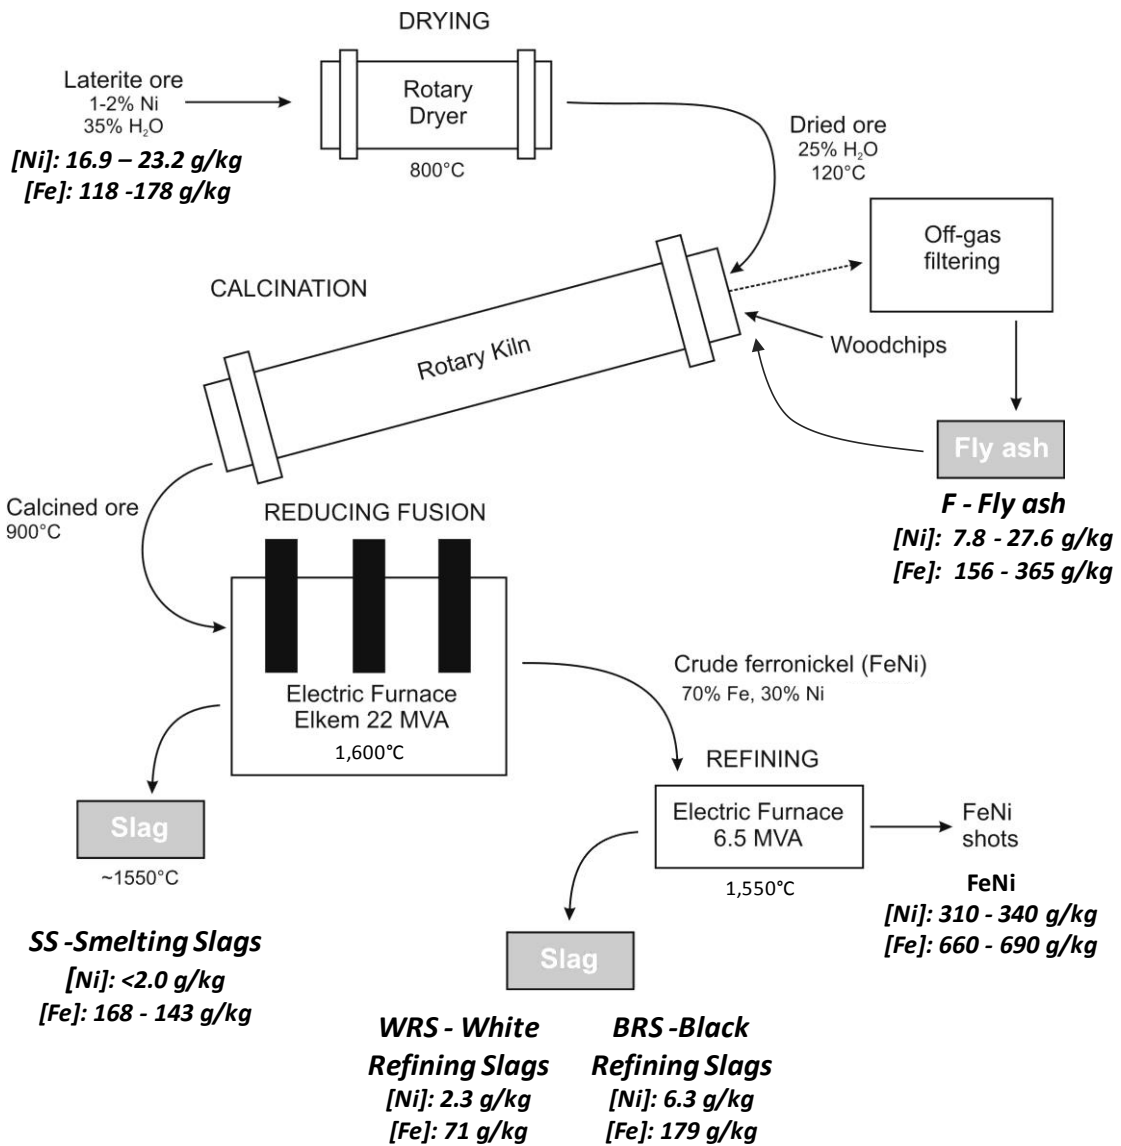 DRYING
Laterite ore
1-2% Ni
35% H₂O
[Ni]: 16.9 – 23.2 g/kg
[Fe]: 118 -178 g/kg
Rotary
Dryer
800°C
Dried ore
25% H₂O
120°C
Off-gas
filtering
CALCINATION
Rotary Kiln
Woodchips
Fly ash
F - Fly ash
[Ni]: 7.8 - 27.6 g/kg
[Fe]: 156 - 365 g/kg
Calcined ore
900°C
REDUCING FUSION
Electric Furnace
Elkem 22 MVA
1,600°C
Crude ferronickel (FeNi)
70% Fe, 30% Ni
REFINING
Electric Furnace
6.5 MVA
1,550°C
FeNi
shots
FeNi
[Ni]: 310 - 340 g/kg
[Fe]: 660 - 690 g/kg
Slag
~1550°C
SS -Smelting Slags
[Ni]: <2.0 g/kg
[Fe]: 168 - 143 g/kg
Slag
WRS - White
Refining Slags
[Ni]: 2.3 g/kg
[Fe]: 71 g/kg
BRS -Black
Refining Slags
[Ni]: 6.3 g/kg
[Fe]: 179 g/kg